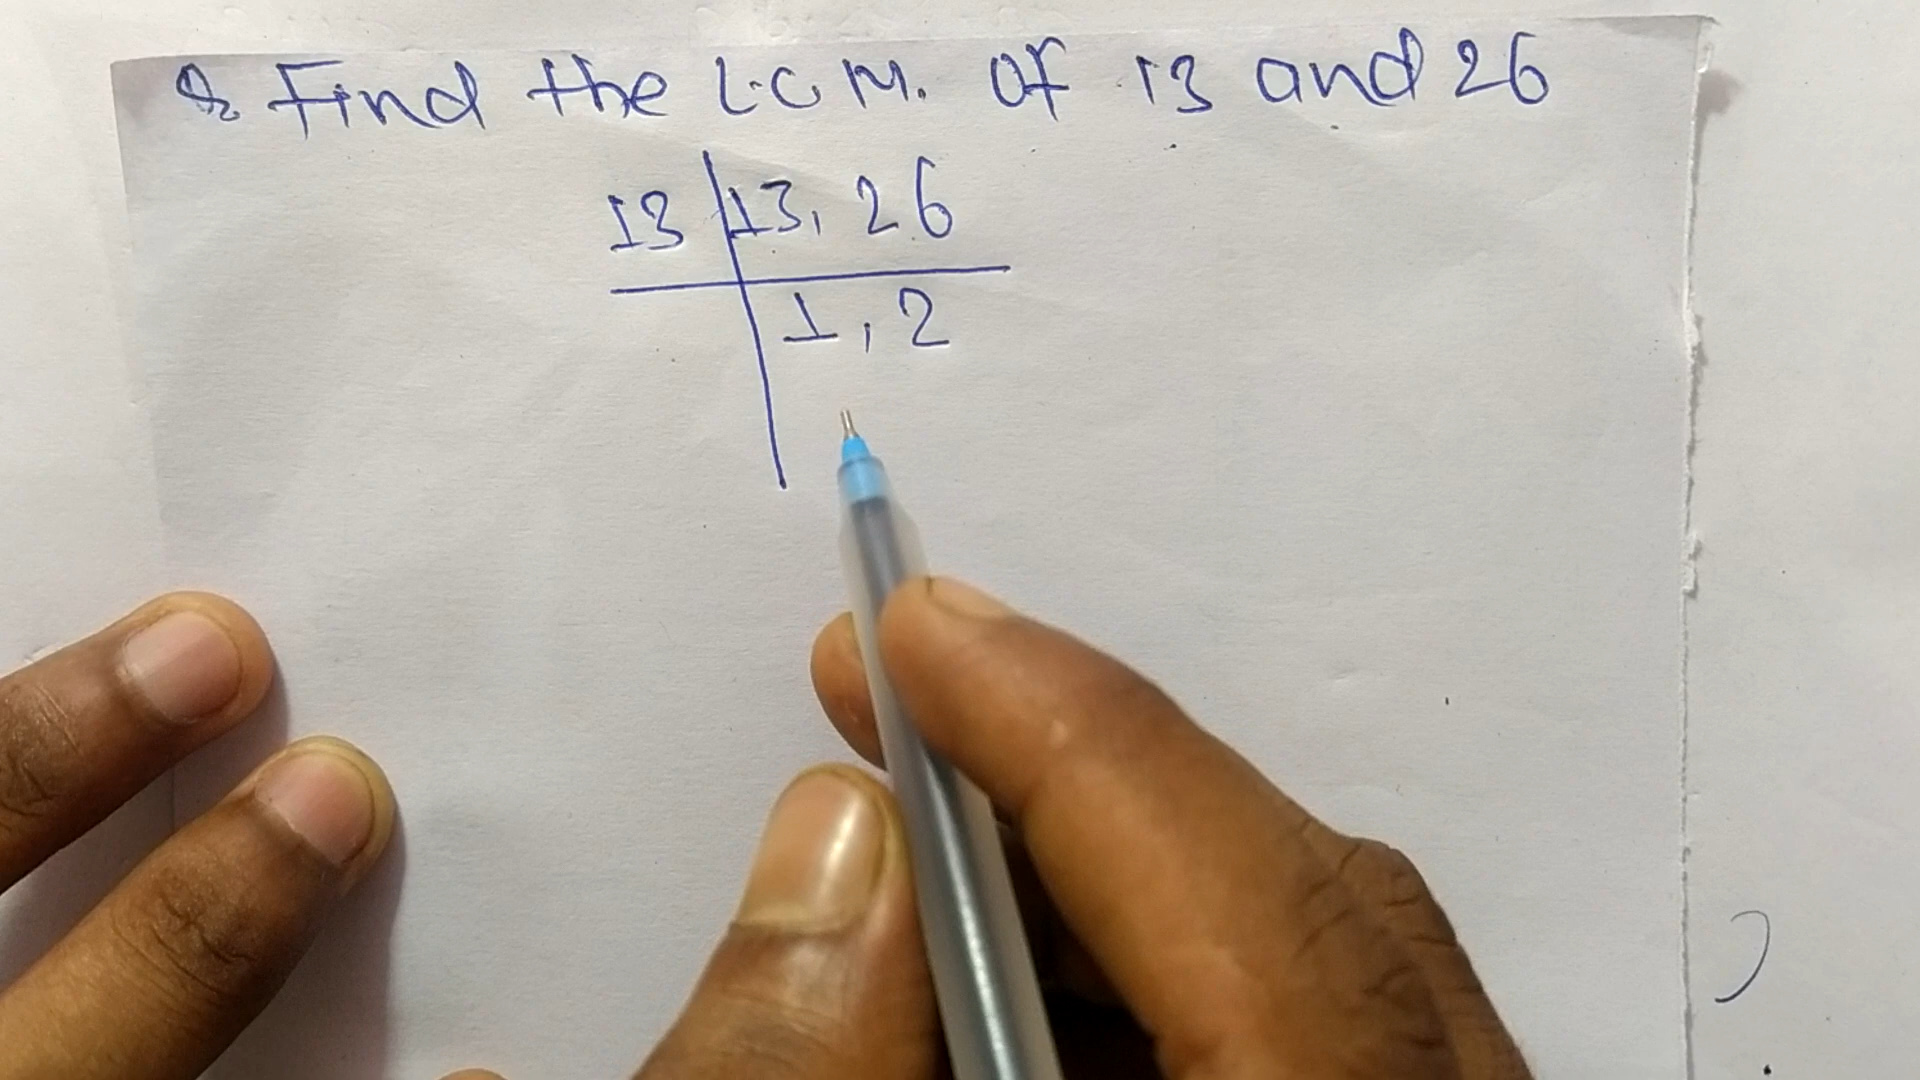 Q Find the L.C.M. of 13 and 26
13 | 13, 26
1, 2